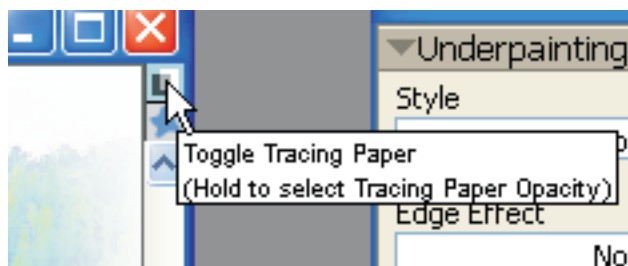 Underpainting
Style
Toggle Tracing Paper
(Hold to select Tracing Paper Opacity)
Edge Effect
No